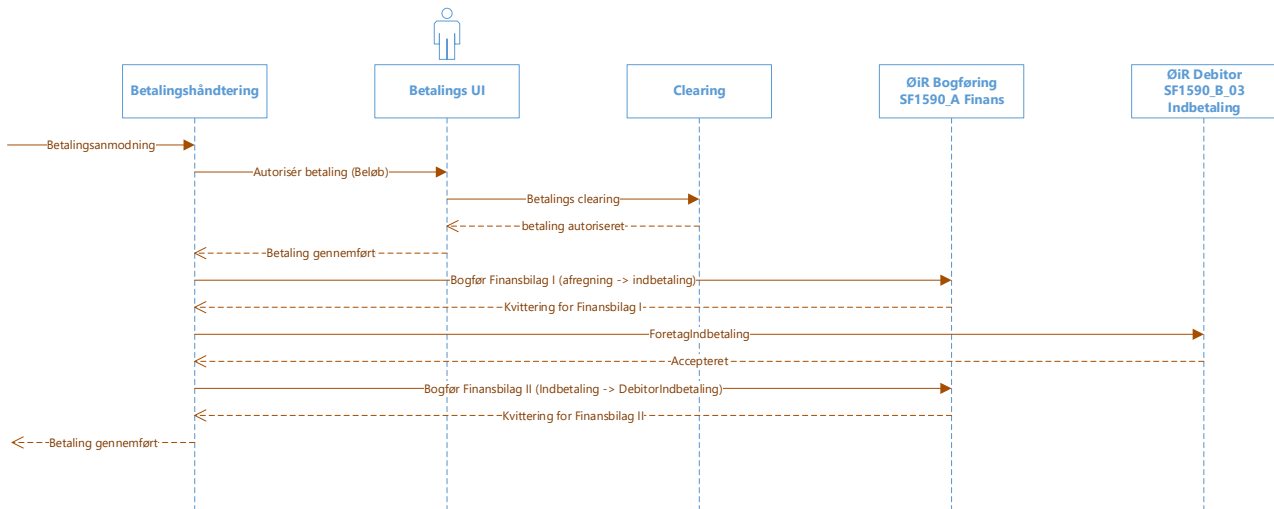 Betalingshåndtering
Betalings UI
Clearing
ØiR Bogføring
SF1590_A Finans
ØiR Debitor
SF1590_B_03
Indbetaling
Betalingsanmodning
Autorisér betaling (Beløb)
Betalings clearing
betaling autoriseret
Betaling gennemført
Bogfør Finansbilag I (afregning -> indbetaling)
Kvittering for Finansbilag I
ForetagIndbetaling
Accepteret
Bogfør Finansbilag II (Indbetaling -> DebitorIndbetaling)
Kvittering for Finansbilag II
Betaling gennemført